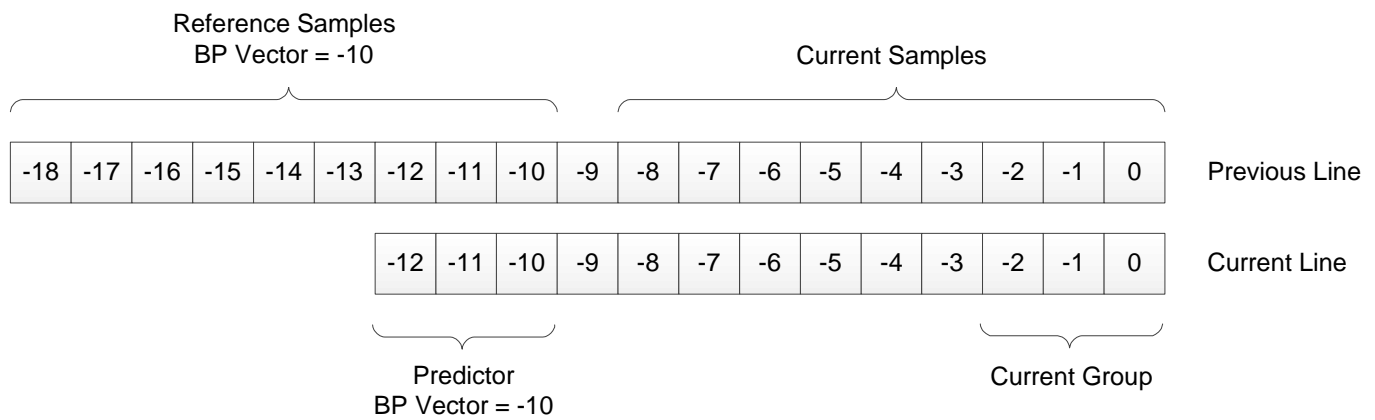 Reference Samples
BP Vector = -10
Current Samples
-18 -17 -16 -15 -14 -13 -12 -11 -10 -9 -8 -7 -6 -5 -4 -3 -2 -1 0 Previous Line
-12 -11 -10 -9 -8 -7 -6 -5 -4 -3 -2 -1 0 Current Line
Predictor
BP Vector = -10
Current Group